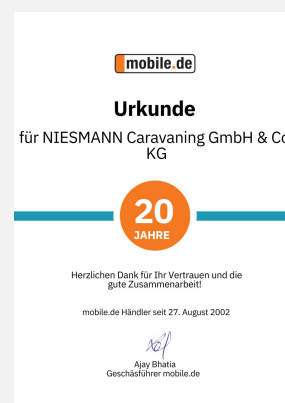 mobile.de
Urkunde
für NIESMANN Caravaning GmbH & Co
KG
20
JAHRE
Herzlichen Dank für Ihr Vertrauen und die
gute Zusammenarbeit!
mobile.de Händler seit 27. August 2002
Ajay Bhatia
Geschäsführer mobile.de